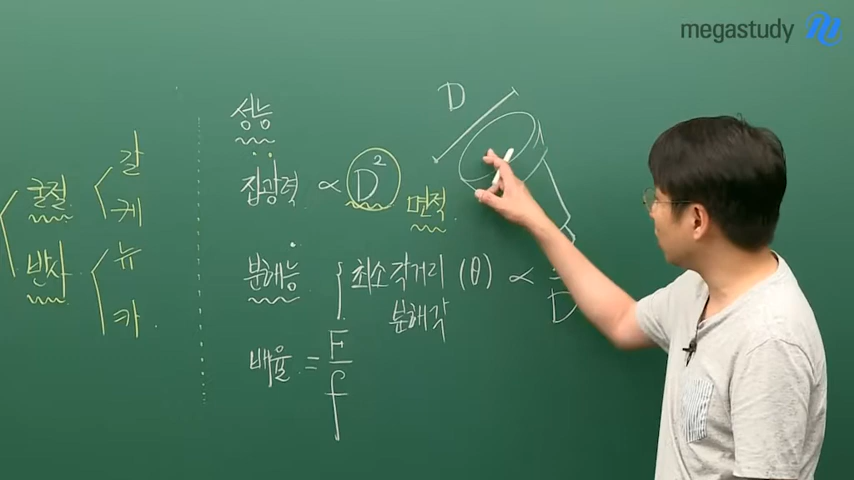 megastudy
굴절
갈
케
반사
뉴
카
성능
집광력 ∝ D²
면적
D
분해능 { 최소각거리 (θ) ∝
D
분해각
배율 = F
f